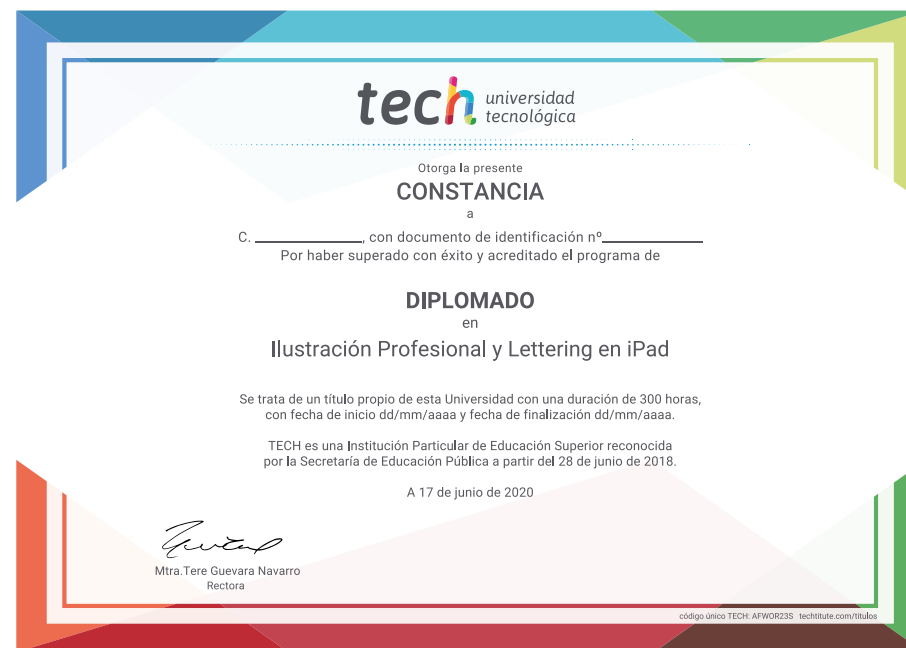 tech universidad
tecnológica
Otorga la presente
CONSTANCIA
a
C. , con documento de identificación nº
Por haber superado con éxito y acreditado el programa de
DIPLOMADO
en
Ilustración Profesional y Lettering en iPad
Se trata de un título propio de esta Universidad con una duración de 300 horas,
con fecha de inicio dd/mm/aaaa y fecha de finalización dd/mm/aaaa.
TECH es una Institución Particular de Educación Superior reconocida
por la Secretaría de Educación Pública a partir del 28 de junio de 2018.
A 17 de junio de 2020
Mtra.Tere Guevara Navarro
Rectora
código único TECH: AFWOR23S techtitute.com/titulos